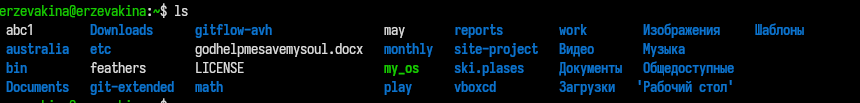 erzevakina@erzevakina:~$ ls
abc1 Downloads gitflow-avh may reports work Изображения Шаблоны
australia etc godhelpmesavemysoul.docx monthly site-project Видео Музыка
bin feathers LICENSE my_os ski.plases Документы Общедоступные
Documents git-extended math play vboxcd Загрузки 'Рабочий стол'